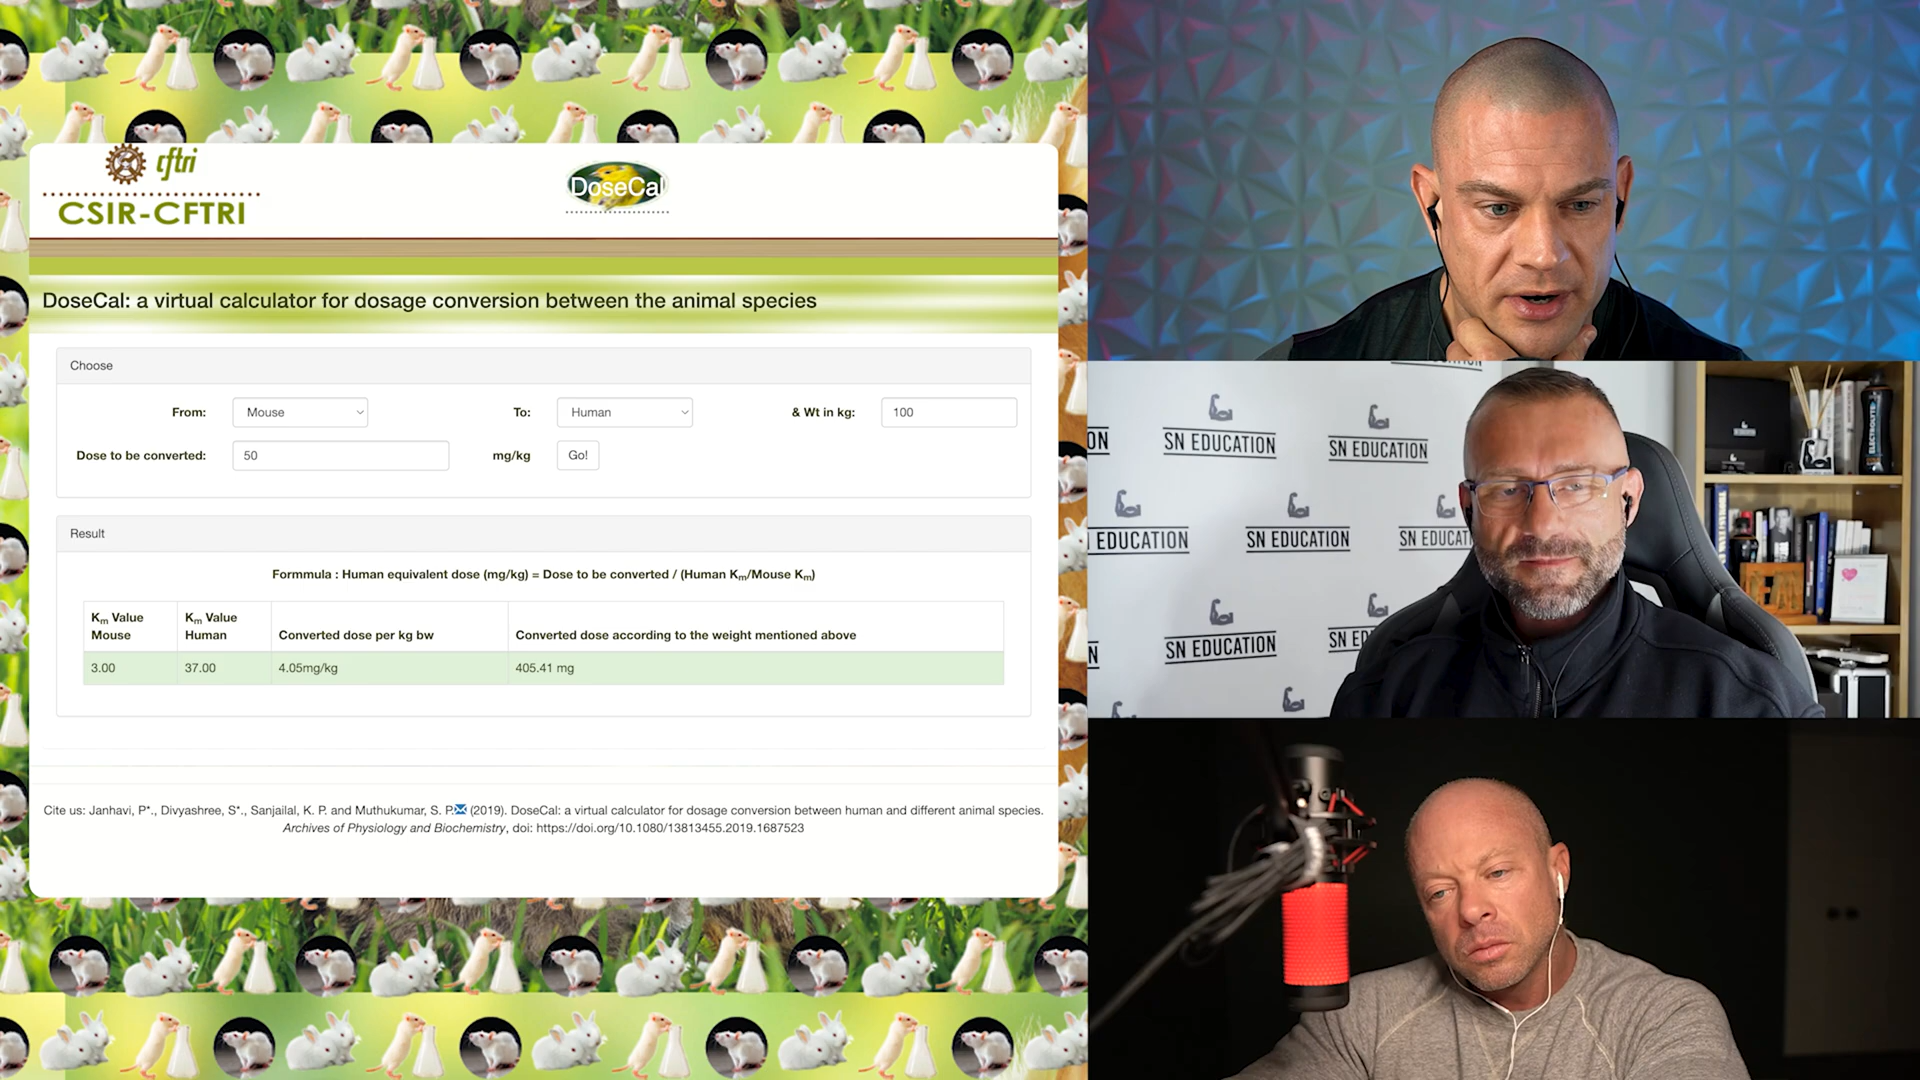 cftri
CSIR-CFTRI
DoseCal
DoseCal: a virtual calculator for dosage conversion between the animal species
Choose
From: Mouse To: Human & Wt in kg: 100
Dose to be converted: 50 mg/kg Go!
Result
Formmula : Human equivalent dose (mg/kg) = Dose to be converted / (Human Km/Mouse Km)
Km Value Mouse
Km Value Human
Converted dose per kg bw
Converted dose according to the weight mentioned above
3.00 37.00 4.05mg/kg 405.41 mg
Cite us: Janhavi, P*., Divyashree, S*., Sanjailal, K. P. and Muthukumar, S. P. (2019). DoseCal: a virtual calculator for dosage conversion between human and different animal species.
Archives of Physiology and Biochemistry, doi: https://doi.org/10.1080/13813455.2019.1687523
ON
SN EDUCATION
SN EDUCATION
EDUCATION
SN EDUCATION
SN EDUCATI
N
SN EDUCATION
SN ED